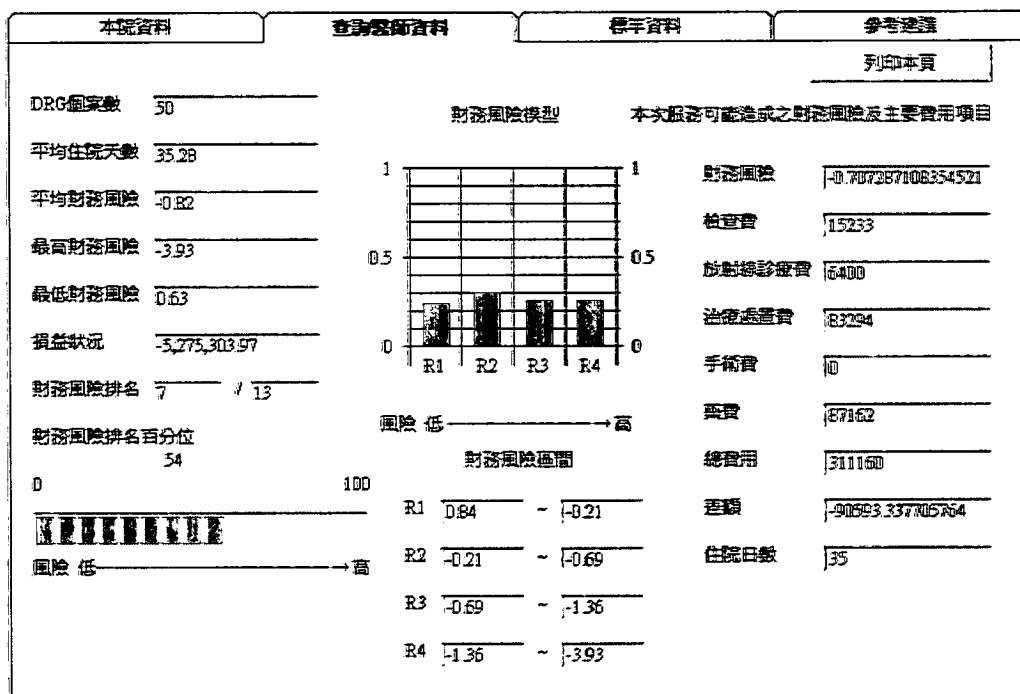 本院資料
查詢醫師資料
標竿資料
參考建議
列印本頁
DRG個案數 50
平均住院天數 35.28
平均財務風險 -0.82
最高財務風險 -3.93
最低財務風險 0.63
損益狀況 -5,275,303.97
財務風險排名 7 / 13
財務風險排名百分位
54
0 100
風險 低 高
財務風險模型
1 1
0.5 0.5
0 0
R1 R2 R3 R4
風險 低 高
財務風險區間
R1 0.84 ~ -0.21
R2 -0.21 ~ -0.69
R3 -0.69 ~ -1.36
R4 -1.36 ~ -3.93
本次服務可能造成之財務風險及主要費用項目
財務風險 -0.707287108354521
檢查費 15233
放射線診療費 6400
治療處置費 83294
手術費 0
藥費 87162
總費用 311160
差額 -90593.337705764
住院日數 35